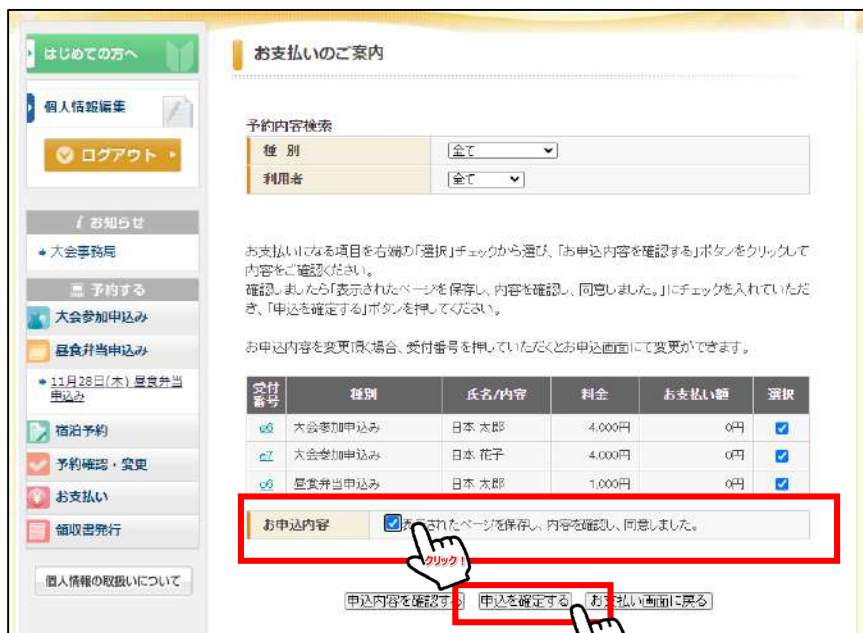 はじめての方へ
個人情報編集
ログアウト
お知らせ
大会事務局
予約する
大会参加申込み
昼食弁当申込み
11月28日(木) 昼食弁当
申込み
宿泊予約
予約確認・変更
お支払い
領収書発行
個人情報の取扱いについて
お支払いのご案内
予約内容検索
種 別 全て
利用者 全て
お支払いになる項目を右端の「選択」チェックから選び、「お申込内容を確認する」ボタンをクリックして
内容をご確認ください。
確認しましたら「表示されたページを保存し、内容を確認し、同意しました。」にチェックを入れていただ
き、「申込を確定する」ボタンを押してください。
お申込内容を変更頂く場合、受付番号を押していただくとお申込画面にて変更ができます。
受付
番号 種別 氏名/内容 料金 お支払い額 選択
e6 大会参加申込み 日本 太郎 4,000円 0円
e7 大会参加申込み 日本 花子 4,000円 0円
o6 昼食弁当申込み 日本 太郎 1,000円 0円
お申込内容 表示されたページを保存し、内容を確認し、同意しました。
クリック!
申込内容を確認する 申込を確定する お支払い画面に戻る